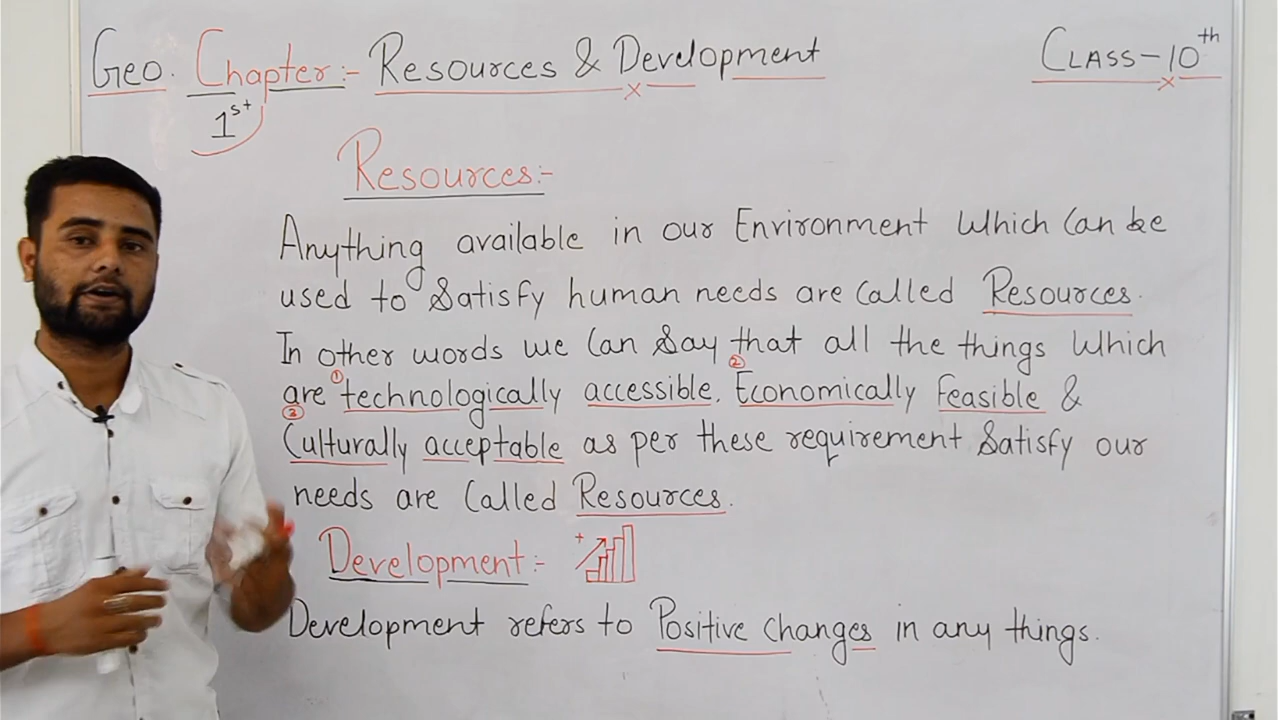 Geo. Chapter:- Resources & Development
1st
CLASS-10th
Resources:-
Anything available in our Environment Which Can be
used to Satisfy human needs are Called Resources.
In other words we Can Say that all the things Which
are ① technologically accessible. ② Economically Feasible &
③ Culturally acceptable as per these requirement Satisfy our
needs are Called Resources.
Development:- +
Development refers to Positive Changes in any things.